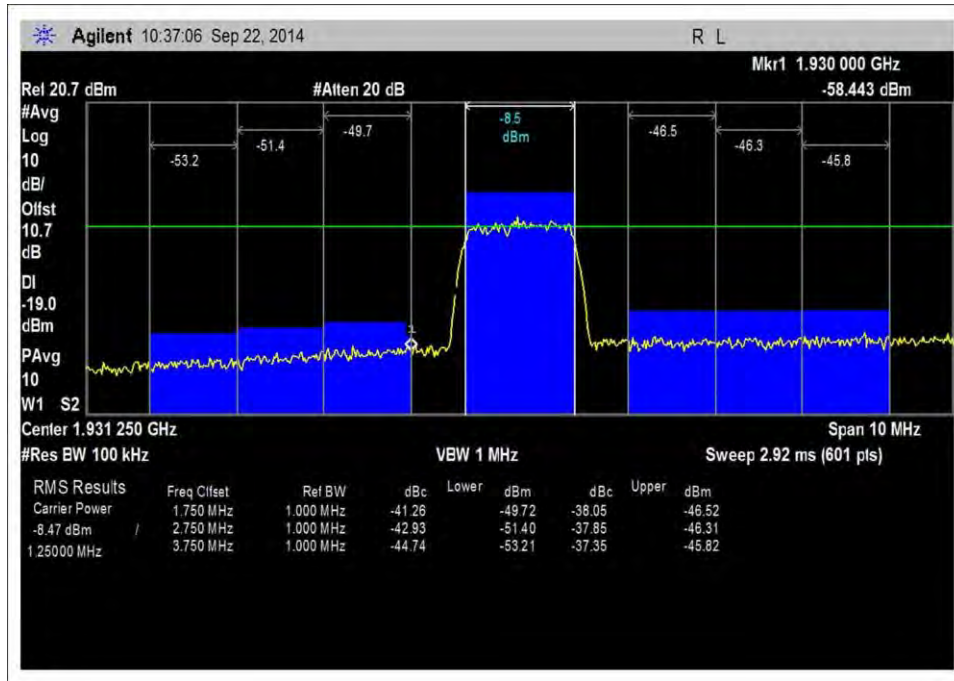 Agilent 10:37:06 Sep 22, 2014 R L
Mkr1 1.930 000 GHz
Ref 20.7 dBm #Atten 20 dB -58.443 dBm
#Avg
Log
10
dB/
Offst
10.7
dB
DI
-19.0
dBm
PAvg
10
W1 S2
-53.2 -51.4 -49.7 -8.5 -46.5 -46.3 -45.8
dBm
1
Center 1.931 250 GHz Span 10 MHz
#Res BW 100 kHz VBW 1 MHz Sweep 2.92 ms (601 pts)
RMS Results Freq Offset Ref BW dBc Lower dBm dBc Upper dBm
Carrier Power 1.750 MHz 1.000 MHz -41.26 -49.72 -38.05 -46.52
-8.47 dBm / 2.750 MHz 1.000 MHz -42.93 -51.40 -37.85 -46.31
1.25000 MHz 3.750 MHz 1.000 MHz -44.74 -53.21 -37.35 -45.82